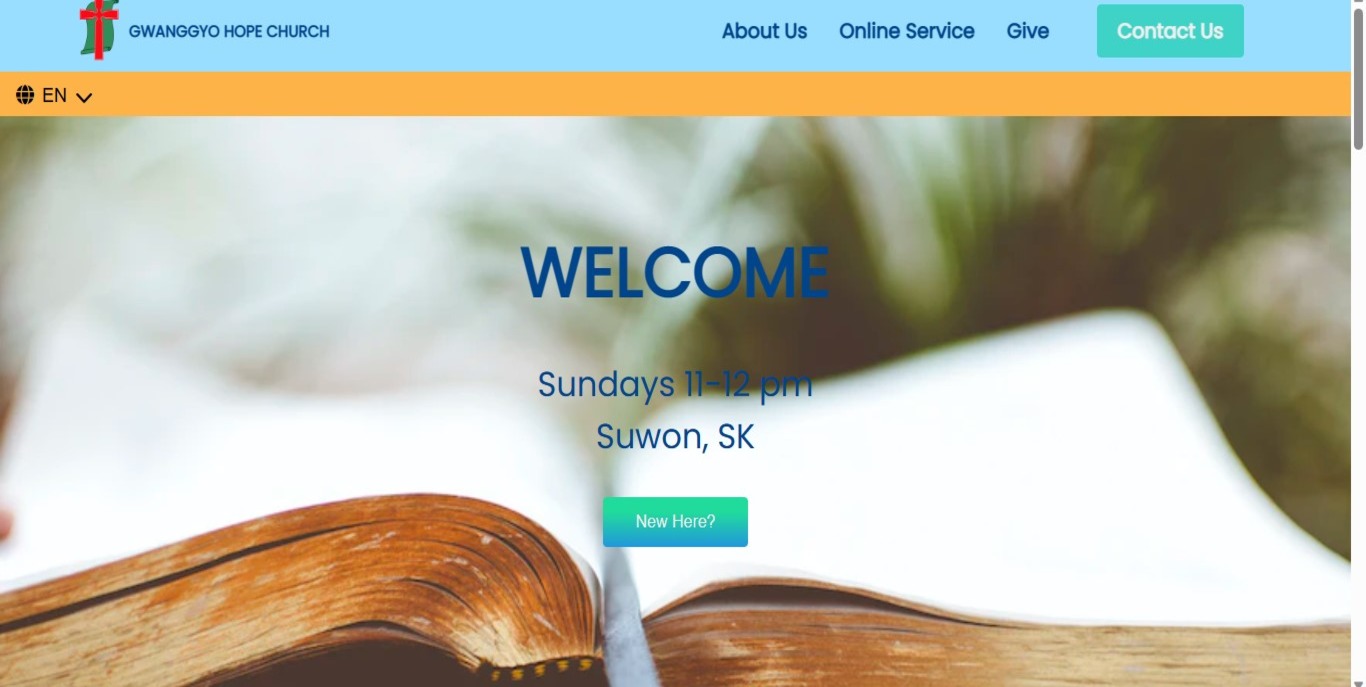 GWANGGYO HOPE CHURCH
About Us
Online Service
Give
Contact Us
EN
WELCOME
Sundays 11-12 pm
Suwon, SK
New Here?